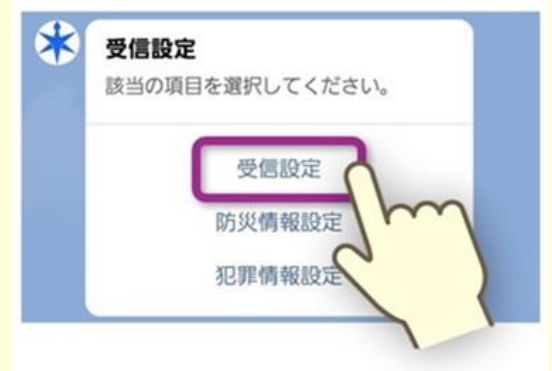 受信設定
該当の項目を選択してください。
受信設定
防災情報設定
犯罪情報設定